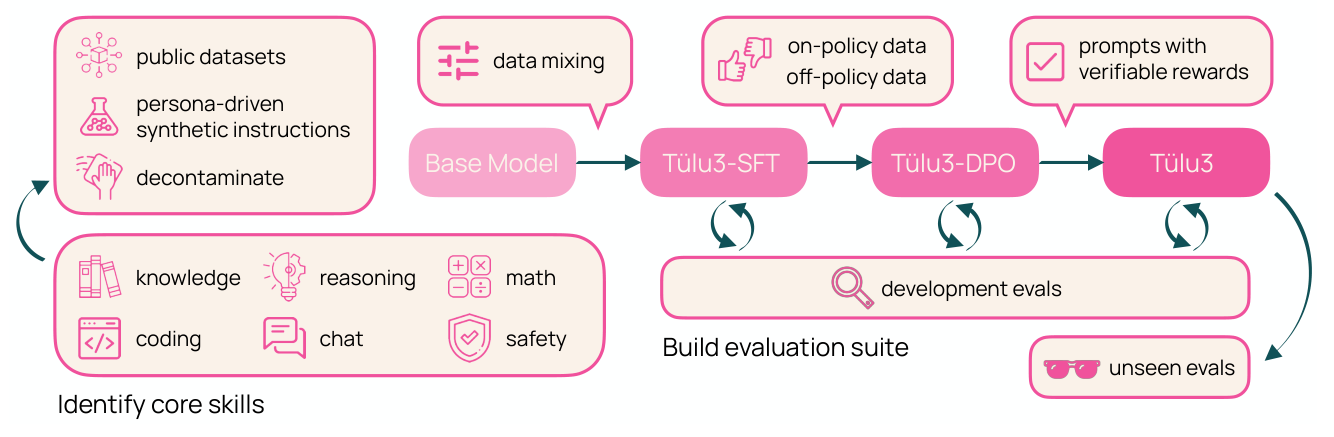 public datasets
persona-driven
synthetic instructions
decontaminate
knowledge
reasoning
math
coding
chat
safety
Identify core skills
data mixing
on-policy data
off-policy data
prompts with
verifiable rewards
Base Model
Tülu3-SFT
Tülu3-DPO
Tülu3
development evals
Build evaluation suite
unseen evals